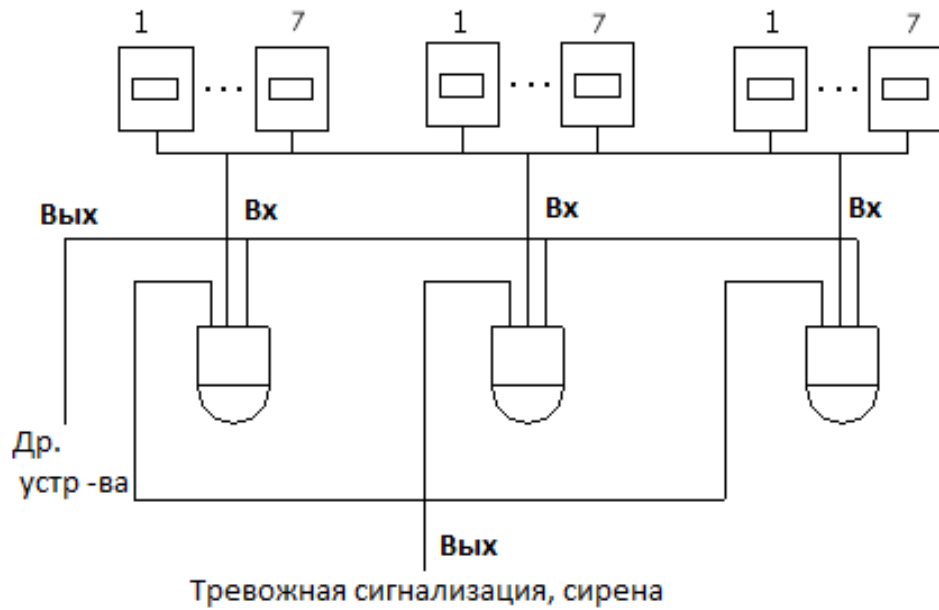 1 7 1 7 1 7
Вых Вх Вх Вх
Др.
устр -ва
Вых
Тревожная сигнализация, сирена